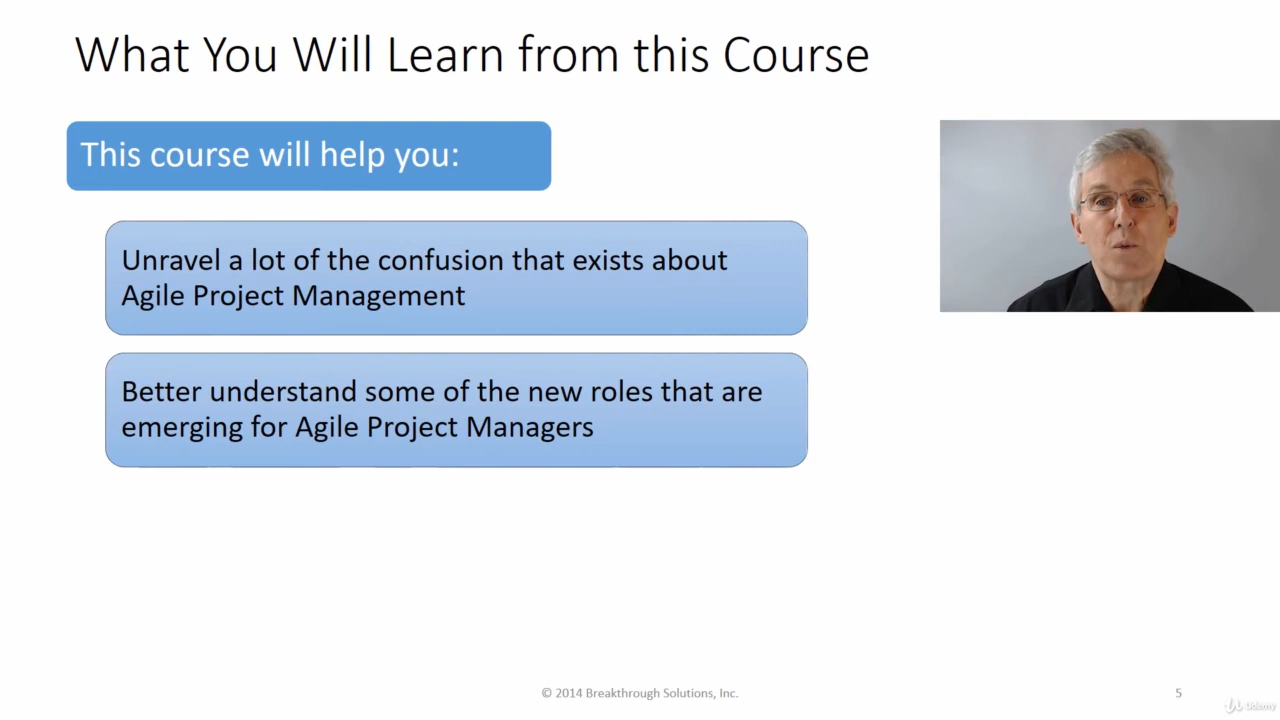 What You Will Learn from this Course
This course will help you:
Unravel a lot of the confusion that exists about
Agile Project Management
Better understand some of the new roles that are
emerging for Agile Project Managers
© 2014 Breakthrough Solutions, Inc.
5
Udemy